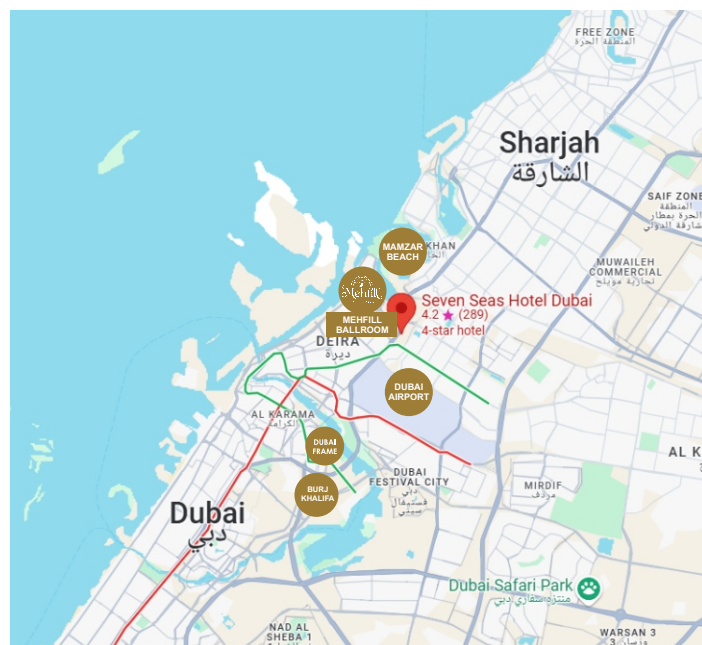 FREE ZONE
المنطقة الحرة
Sharjah
الشارقة
SAIF ZONE
المنطقة
الحرة بمطار
الشارقة الدولي
MAMZAR
BEACH
KHAN
MUWAILEH
COMMERCIAL
تجارية مويلح
Mehfill
Seven Seas Hotel Dubai
4.2 ★ (289)
4-star hotel
MEHFILL
BALLROOM
DEIRA
ديرة
DUBAI
AIRPORT
AL KARAMA
الكرامة
DUBAI
FRAME
AL K
DUBAI
FESTIVAL CITY
دبي
فستيفال
سيتي
MIRDIF
مردف
BURJ
KHALIFA
Dubai
دبي
Dubai Safari Park
منتزه سفاري دبي
NAD AL
SHEBA 1
WARSAN 3
ورسان 3